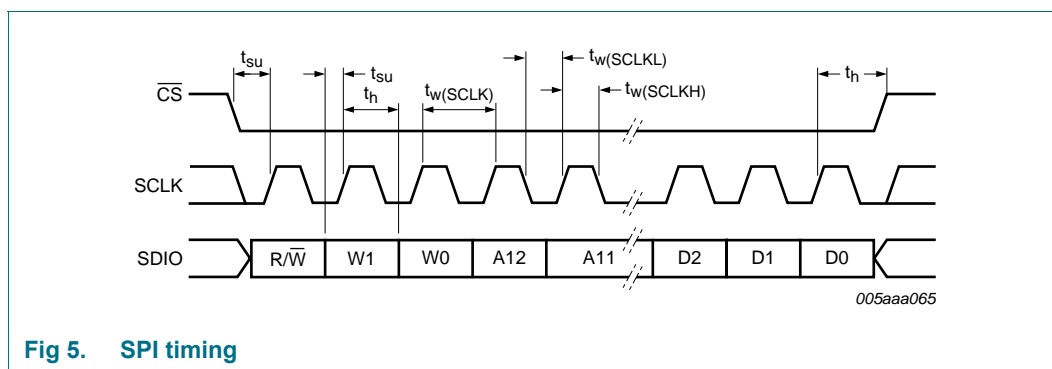 tsu
tsu
th
tw(SCLK)
tw(SCLKL)
tw(SCLKH)
th
CS
SCLK
SDIO
R/W W1 W0 A12 A11 D2 D1 D0
005aaa065
Fig 5. SPI timing